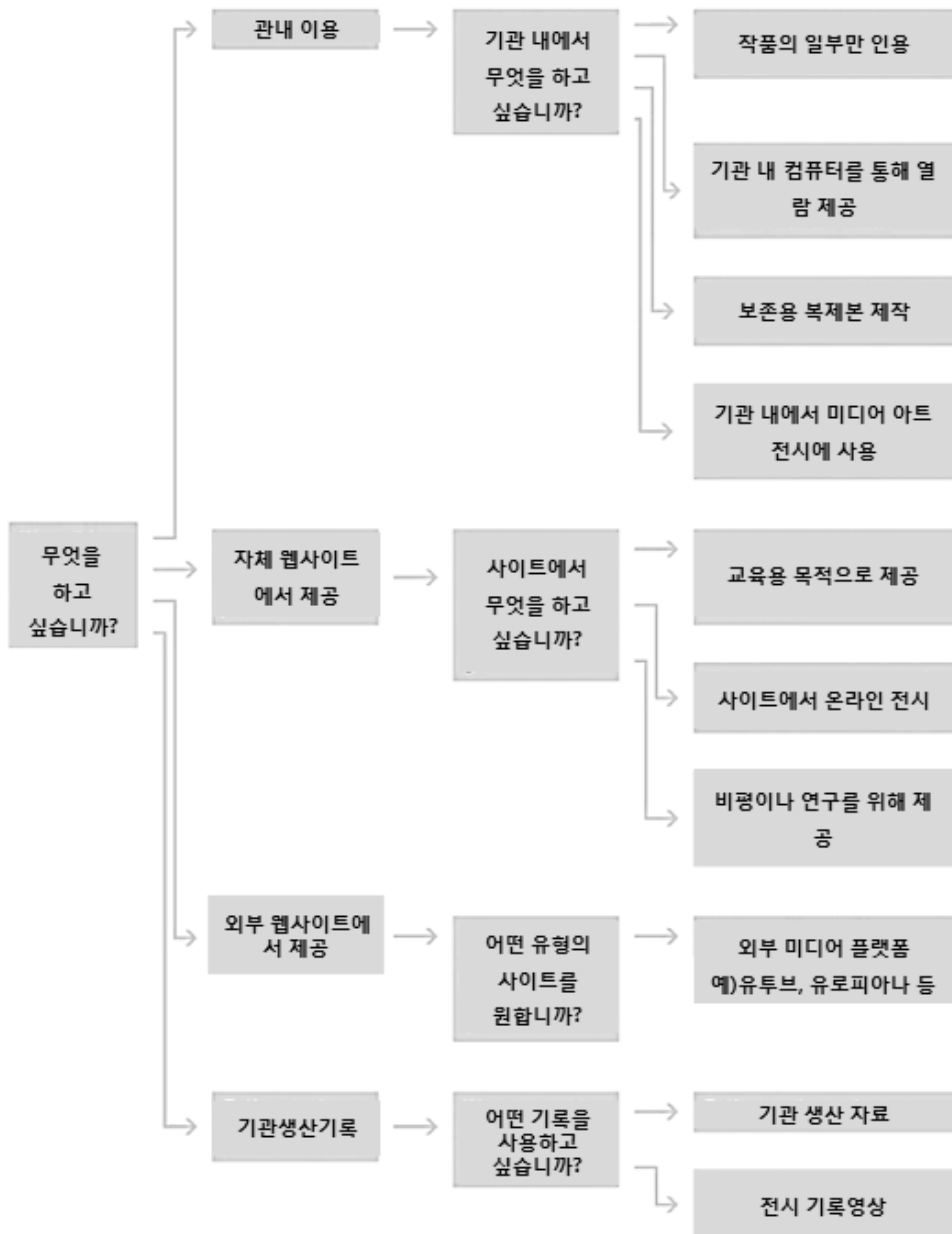 무엇을
하고
싶습니까?
관내 이용
기관 내에서
무엇을 하고
싶습니까?
작품의 일부만 인용
기관 내 컴퓨터를 통해 열
람 제공
보존용 복제본 제작
기관 내에서 미디어 아트
전시에 사용
자체 웹사이트
에서 제공
사이트에서
무엇을 하고
싶습니까?
교육용 목적으로 제공
사이트에서 온라인 전시
비평이나 연구를 위해 제
공
외부 웹사이트에
서 제공
어떤 유형의
사이트를
원합니까?
외부 미디어 플랫폼
예)유투브, 유로피아나 등
기관생산기록
어떤 기록을
사용하고
싶습니까?
기관 생산 자료
전시 기록영상